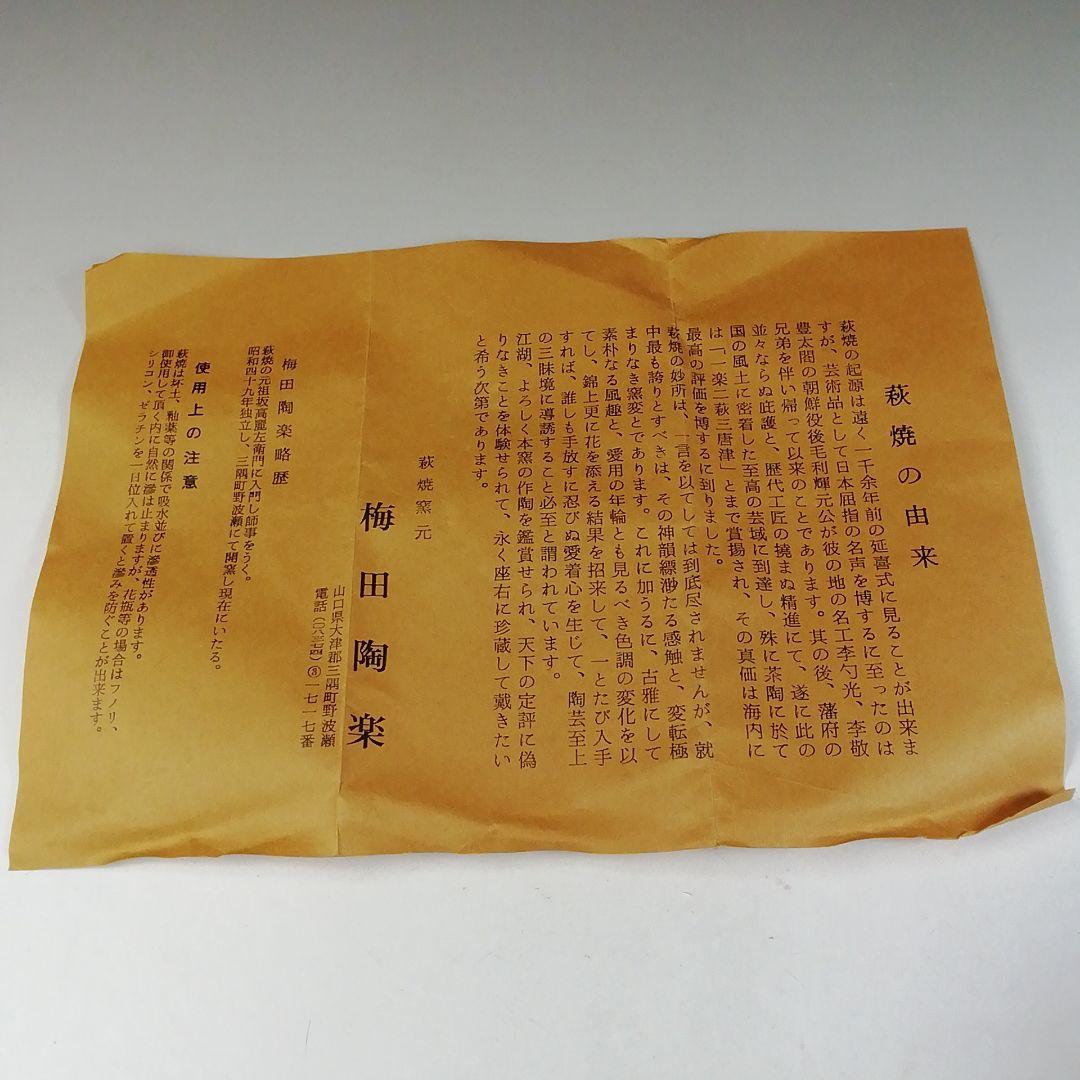 萩焼の由来
萩焼の起源は遠く一千余年前の延喜式に見ることが出来ま
すが、芸術品として日本屈指の名声を博するに至ったのは
豊太閤の朝鮮役後毛利輝元公が彼の地の名工李勺光、李敬
兄弟を伴い帰って以来のことであります。其の後、藩府の
並々ならぬ庇護と、歴代工匠の撓まぬ精進にて、遂に此の
国の風土に密着した至高の芸域に到達し、殊に茶陶に於て
は「一楽二萩三唐津」とまで賞揚され、その真価は海内に
最高の評価を博するに到りました。
萩焼の妙所は、一言を以てしては到底尽されませんが、就
中最も誇りとすべきは、その神韻縹渺たる感触と、変転極
まりなき窯変とであります。これに加うるに、古雅にして
素朴なる風趣と、愛用の年輪とも見るべき色調の変化を以
てし、錦上更に花を添える結果を招来して、一とたび入手
すれば、誰しも手放すに忍びぬ愛着心を生じて、陶芸至上
の三昧境に導誘すること必至と謂われています。
江湖、よろしく本窯の作陶を鑑賞せられ、天下の定評に偽
りなきことを体験せられて、永く座右に珍蔵して戴きたい
と希う次第であります。
萩焼窯元
梅田陶楽
山口県大津郡三隅町野波瀬
電話(〇八三七四)③一七一七番
梅田陶楽略歴
萩焼の元祖坂高麗左衛門に入門し師事をうく。
昭和四十九年独立し、三隅町野波瀬にて開窯し現在にいたる。
使用上の注意
萩焼は坏土、釉薬等の関係で吸水並びに滲透性があります。
御使用して頂く内に自然に滲は止まりますが、花瓶等の場合はフノリ、
シリコン、ゼラチンを一日位入れて置くと滲みを防ぐことが出来ます。